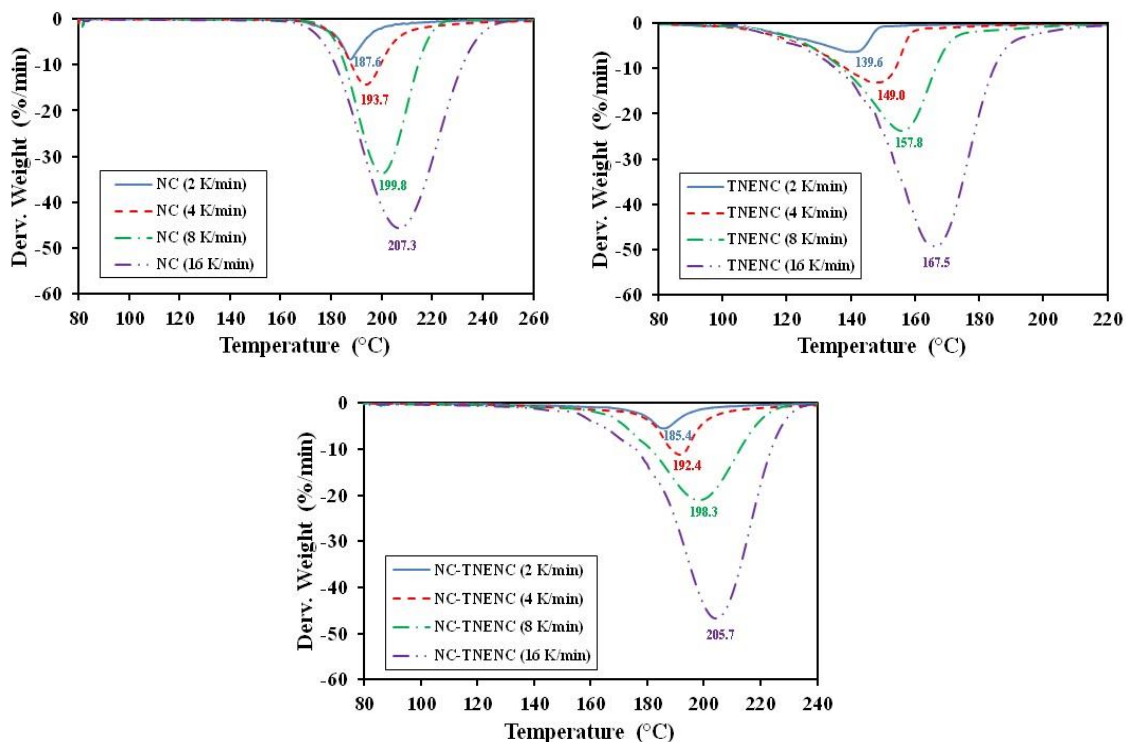 Derv. Weight (%/min)
0
-10
-20
-30
-40
-50
-60
187.6
193.7
199.8
207.3
NC (2 K/min)
NC (4 K/min)
NC (8 K/min)
NC (16 K/min)
80 100 120 140 160 180 200 220 240 260
Temperature (°C)
Derv. Weight (%/min)
0
-10
-20
-30
-40
-50
-60
139.6
149.0
157.8
167.5
TNENC (2 K/min)
TNENC (4 K/min)
TNENC (8 K/min)
TNENC (16 K/min)
80 100 120 140 160 180 200 220
Temperature (°C)
Derv. Weight (%/min)
0
-10
-20
-30
-40
-50
-60
185.4
192.4
198.3
205.7
NC-TNENC (2 K/min)
NC-TNENC (4 K/min)
NC-TNENC (8 K/min)
NC-TNENC (16 K/min)
80 100 120 140 160 180 200 220 240
Temperature (°C)